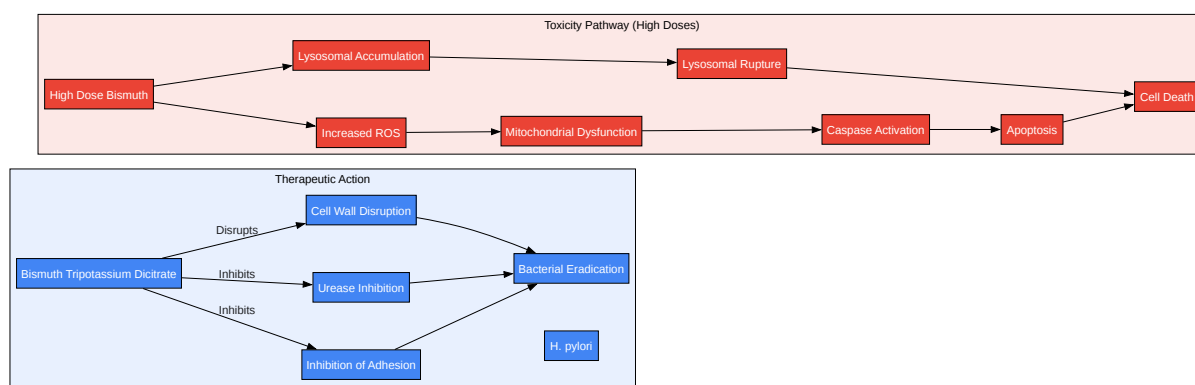 Toxicity Pathway (High Doses)
Lysosomal Accumulation
Lysosomal Rupture
High Dose Bismuth
Cell Death
Increased ROS
Mitochondrial Dysfunction
Caspase Activation
Apoptosis
Therapeutic Action
Cell Wall Disruption
Disrupts
Bismuth Tripotassium Dicitrate
Inhibits
Urease Inhibition
Bacterial Eradication
Inhibits
Inhibition of Adhesion
H. pylori